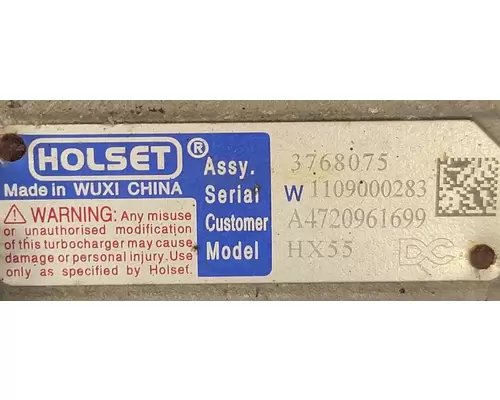 HOLSET®
Made in WUXI CHINA
⚠ WARNING: Any misuse
or unauthorised modification
of this turbocharger may cause
damage or personal injury. Use
only as specified by Holset.
Assy. 3768075
Serial W 1109000283
Customer A4720961699
Model HX55
DC